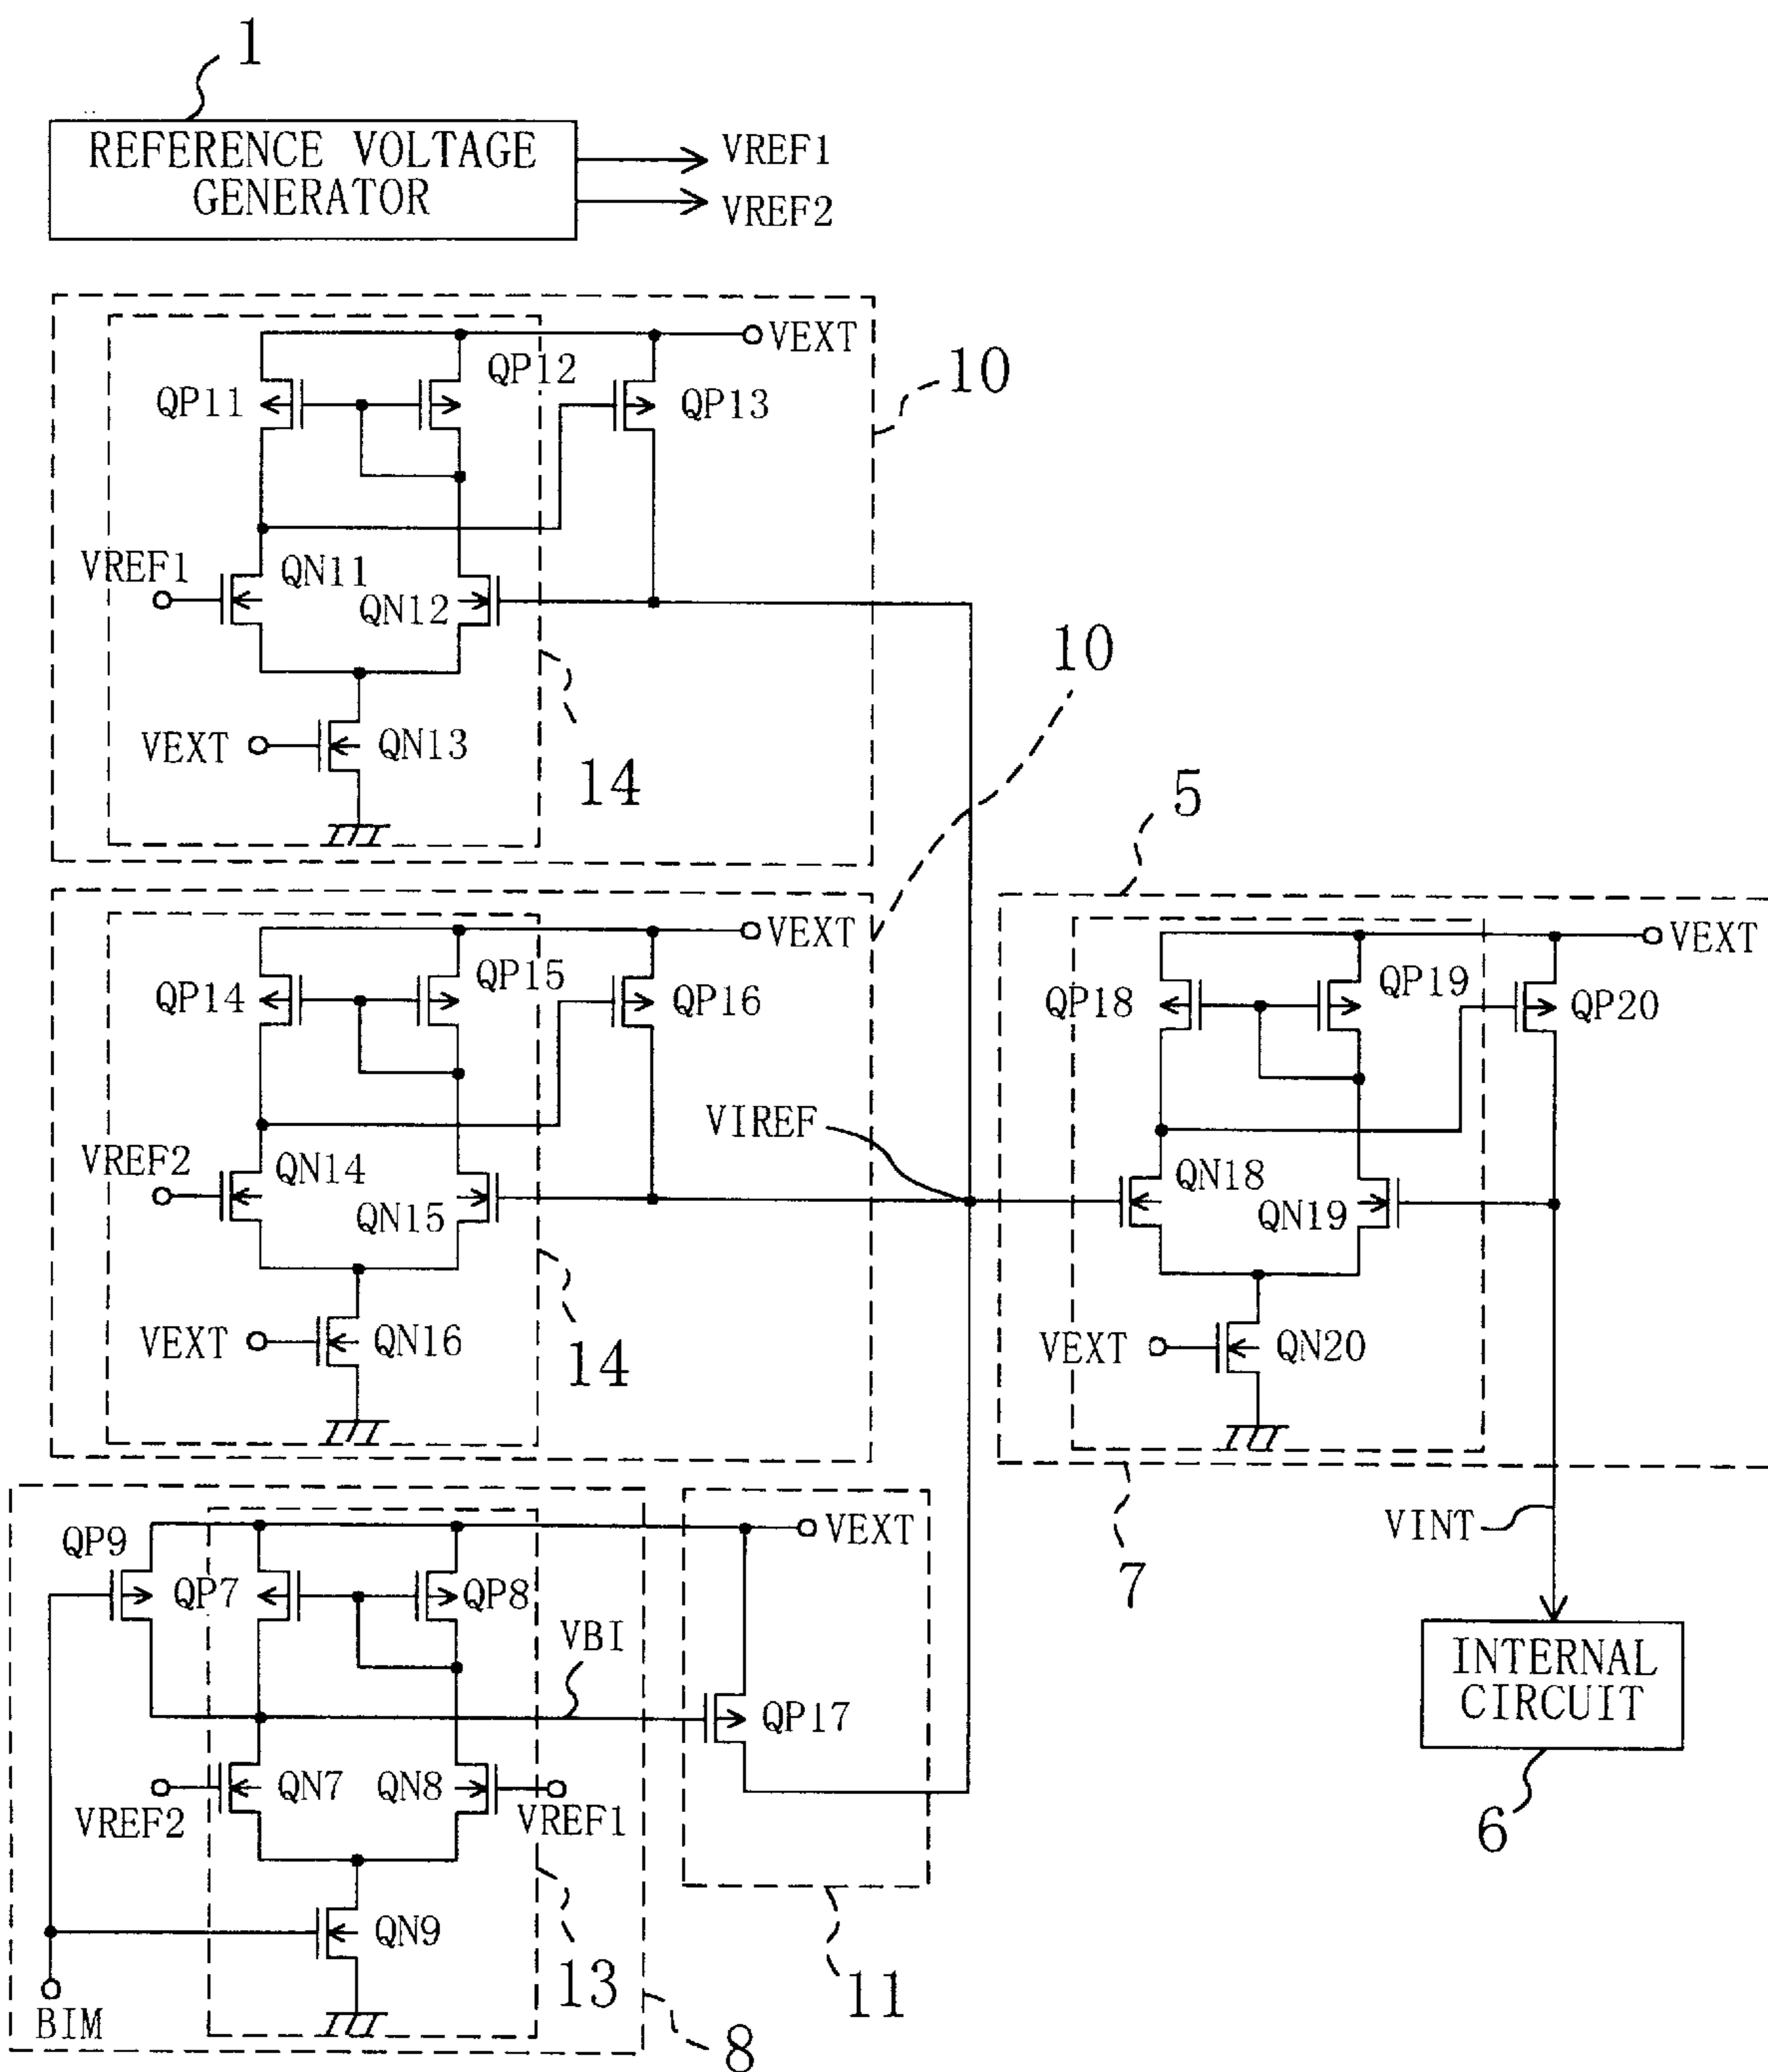 1
REFERENCE VOLTAGE
GENERATOR
VREF1
VREF2
VEXT
QP11
QP12
QP13
10
VREF1
QN11
QN12
VEXT
QN13
14
10
VEXT
QP14
QP15
QP16
VREF2
QN14
QN15
VIREF
VEXT
QN16
14
5
VEXT
QP18
QP19
QP20
QN18
QN19
VEXT
QN20
7
VINT
INTERNAL
CIRCUIT
6
QP9
QP7
QP8
VBI
VEXT
QP17
VREF2
QN7
QN8
VREF1
QN9
BIM
13
8
11